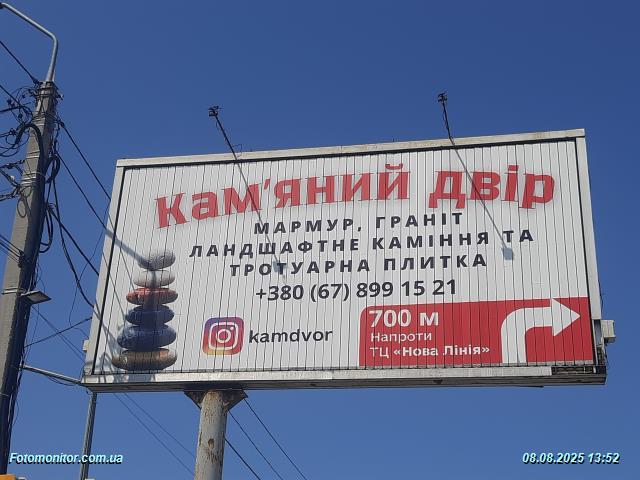 Кам'яний двір
МАРМУР, ГРАНІТ
ЛАНДШАФТНЕ КАМІННЯ ТА
ТРОТУАРНА ПЛИТКА
+380 (67) 899 15 21
kamdvor
700 м
Напроти
ТЦ «Нова Лінія»
Fotomonitor.com.ua
08.08.2025 13:52